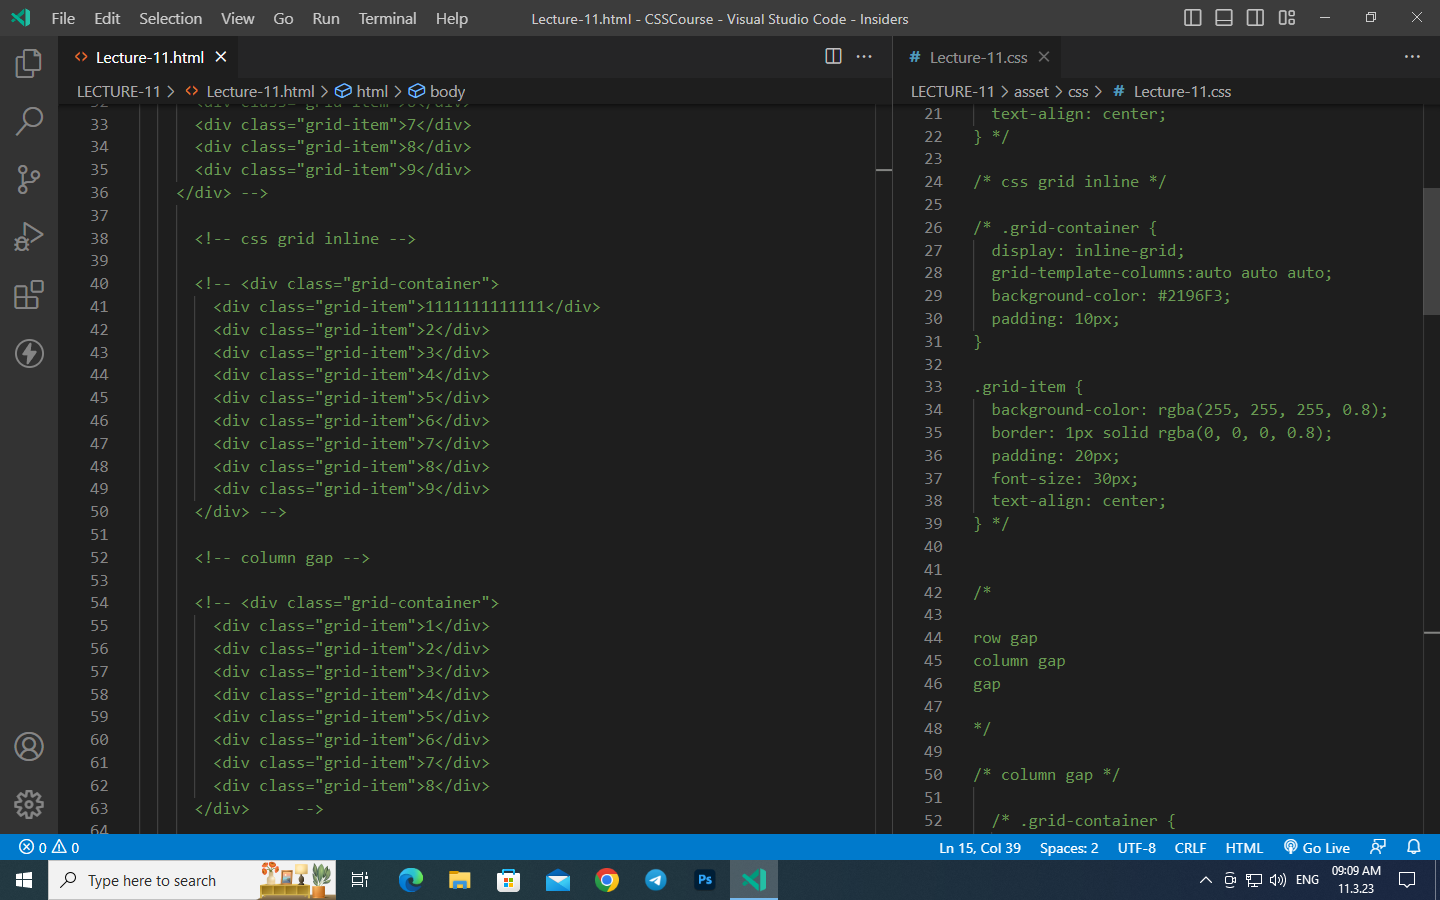 File Edit Selection View Go Run Terminal Help
Lecture-11.html - CSSCourse - Visual Studio Code - Insiders
Lecture-11.html
LECTURE-11 > Lecture-11.html > html > body
32 <div class="grid-item">6</div>
33 <div class="grid-item">7</div>
34 <div class="grid-item">8</div>
35 <div class="grid-item">9</div>
36 </div> -->
37
38 <!-- css grid inline -->
39
40 <!-- <div class="grid-container">
41 <div class="grid-item">1111111111111</div>
42 <div class="grid-item">2</div>
43 <div class="grid-item">3</div>
44 <div class="grid-item">4</div>
45 <div class="grid-item">5</div>
46 <div class="grid-item">6</div>
47 <div class="grid-item">7</div>
48 <div class="grid-item">8</div>
49 <div class="grid-item">9</div>
50 </div> -->
51
52 <!-- column gap -->
53
54 <!-- <div class="grid-container">
55 <div class="grid-item">1</div>
56 <div class="grid-item">2</div>
57 <div class="grid-item">3</div>
58 <div class="grid-item">4</div>
59 <div class="grid-item">5</div>
60 <div class="grid-item">6</div>
61 <div class="grid-item">7</div>
62 <div class="grid-item">8</div>
63 </div> -->
64
# Lecture-11.css
LECTURE-11 > asset > css > # Lecture-11.css
21 text-align: center;
22 } */
23
24 /* css grid inline */
25
26 /* .grid-container {
27 display: inline-grid;
28 grid-template-columns:auto auto auto;
29 background-color: #2196F3;
30 padding: 10px;
31 }
32
33 .grid-item {
34 background-color: rgba(255, 255, 255, 0.8);
35 border: 1px solid rgba(0, 0, 0, 0.8);
36 padding: 20px;
37 font-size: 30px;
38 text-align: center;
39 } */
40
41
42 /*
43
44 row gap
45 column gap
46 gap
47
48 */
49
50 /* column gap */
51
52 /* .grid-container {
0 0 Ln 15, Col 39 Spaces: 2 UTF-8 CRLF HTML Go Live
Type here to search
Ps
ENG
09:09 AM
11.3.23